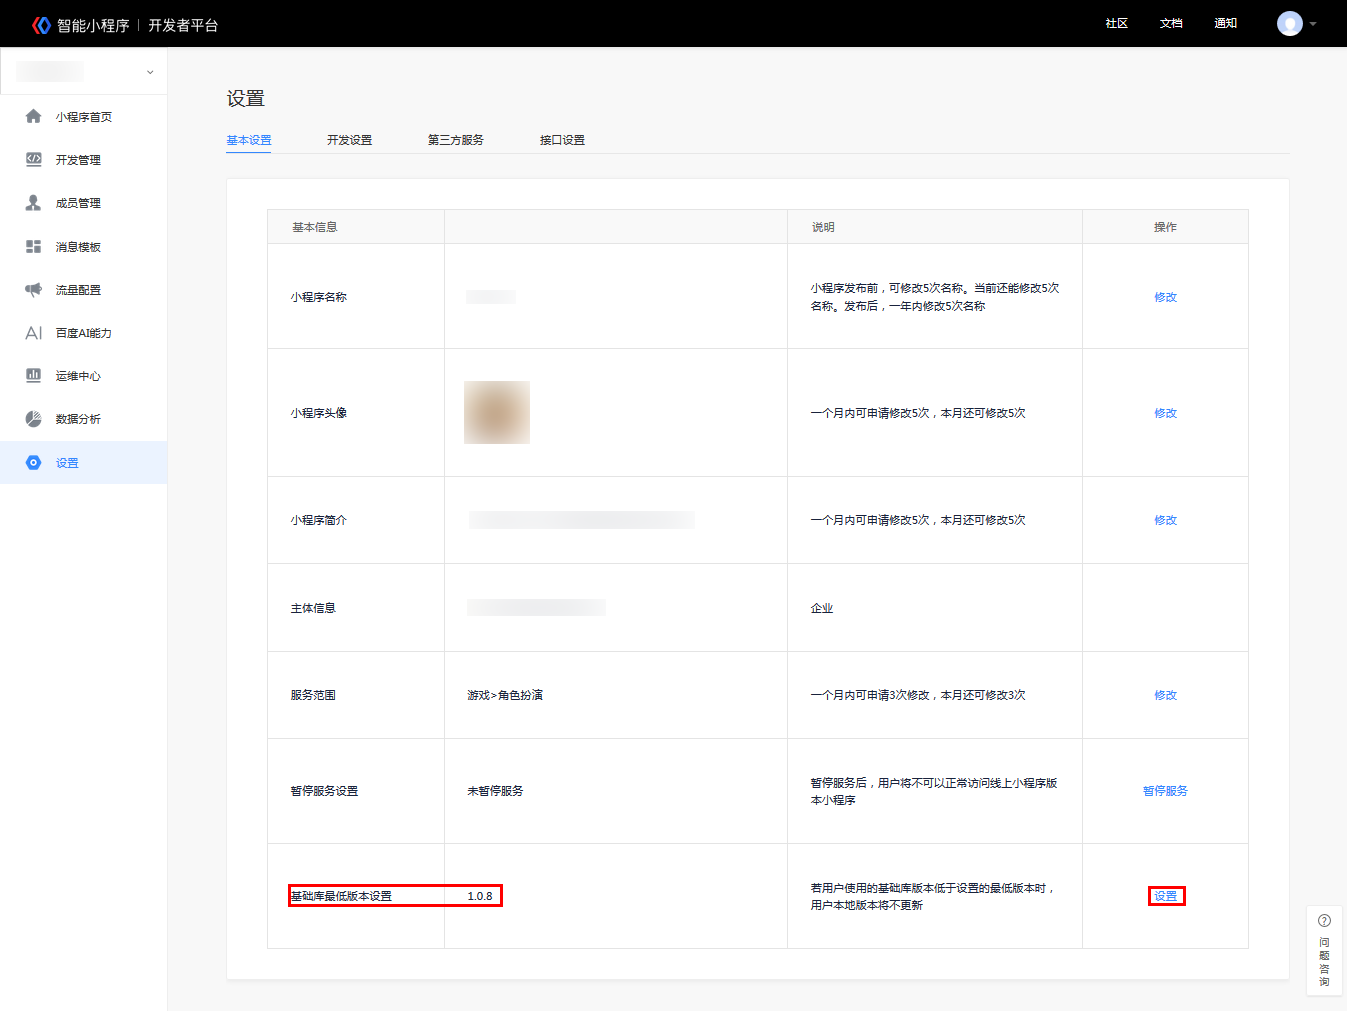 智能小程序 | 开发者平台
社区
文档
通知
小程序首页
开发管理
成员管理
消息模板
流量配置
百度AI能力
运维中心
数据分析
设置
设置
基本设置
开发设置
第三方服务
接口设置
基本信息
说明
操作
小程序名称
小程序发布前，可修改5次名称。当前还能修改5次
名称。发布后，一年内修改5次名称
修改
小程序头像
一个月内可申请修改5次，本月还可修改5次
修改
小程序简介
一个月内可申请修改5次，本月还可修改5次
修改
主体信息
企业
服务范围
游戏>角色扮演
一个月内可申请3次修改，本月还可修改3次
修改
暂停服务设置
未暂停服务
暂停服务后，用户将不可以正常访问线上小程序版
本小程序
暂停服务
基础库最低版本设置
1.0.8
若用户使用的基础库版本低于设置的最低版本时，
用户本地版本将不更新
设置
问
题
咨
询